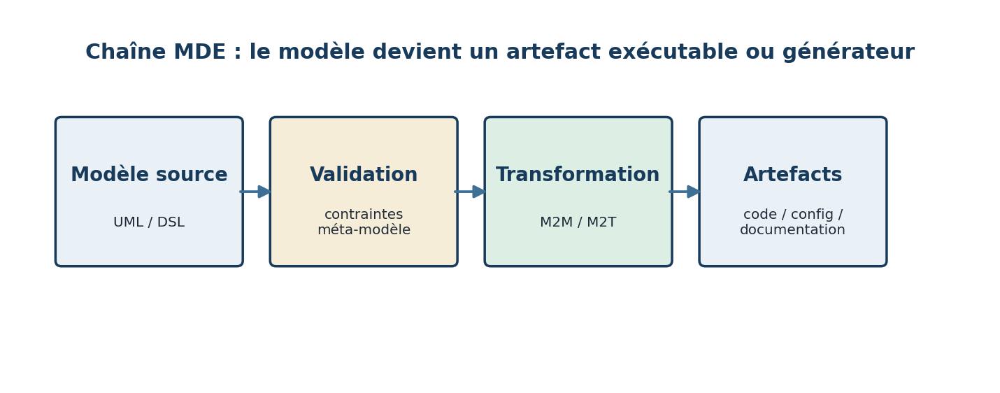 Chaîne MDE : le modèle devient un artefact exécutable ou générateur
Modèle source
UML / DSL
Validation
contraintes
méta-modèle
Transformation
M2M / M2T
Artefacts
code / config /
documentation